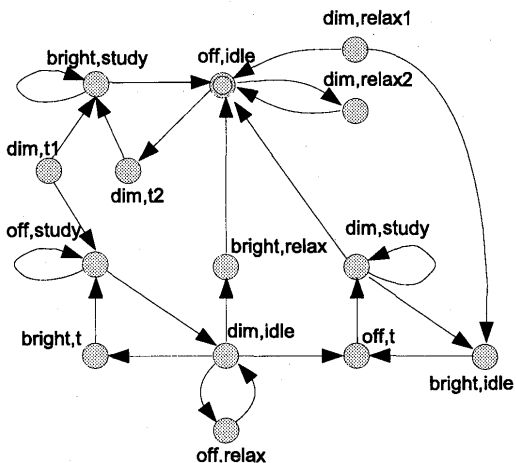 dim,relax1
bright,study
off,idle
dim,relax2
dim,t1
dim,t2
off,study
dim,study
bright,relax
bright,t
dim,idle
off,t
bright,idle
off,relax